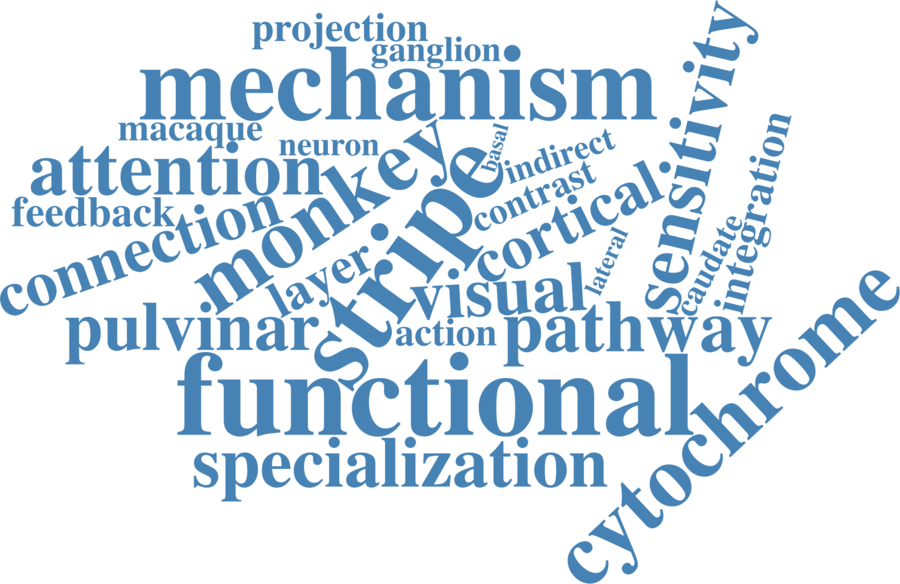 projection
ganglion
mechanism
sensitivity
macaque
neuron
basal
attention
monkey
stripe
indirect
contrast
integration
feedback
connection
layer
cortical
lateral
caudate
visual
pulvinar
action
pathway
functional
cytochrome
specialization